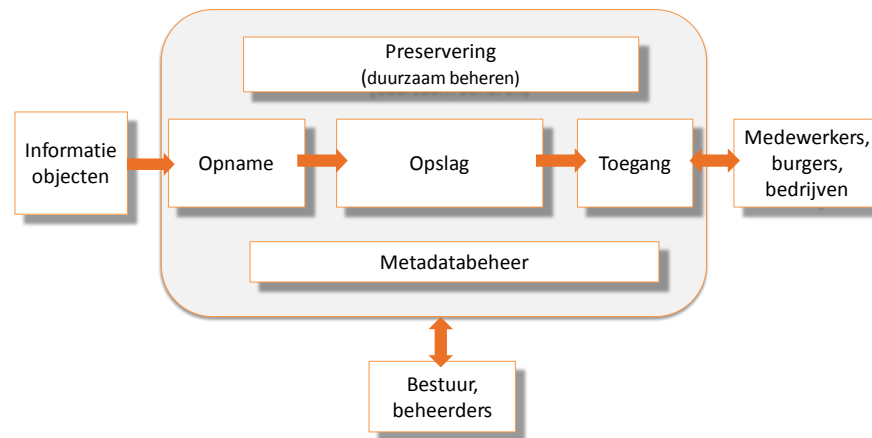 Preservering
(duurzaam beheren)
Informatie
objecten
Opname
Opslag
Toegang
Medewerkers,
burgers,
bedrijven
Metadatabeheer
Bestuur,
beheerders